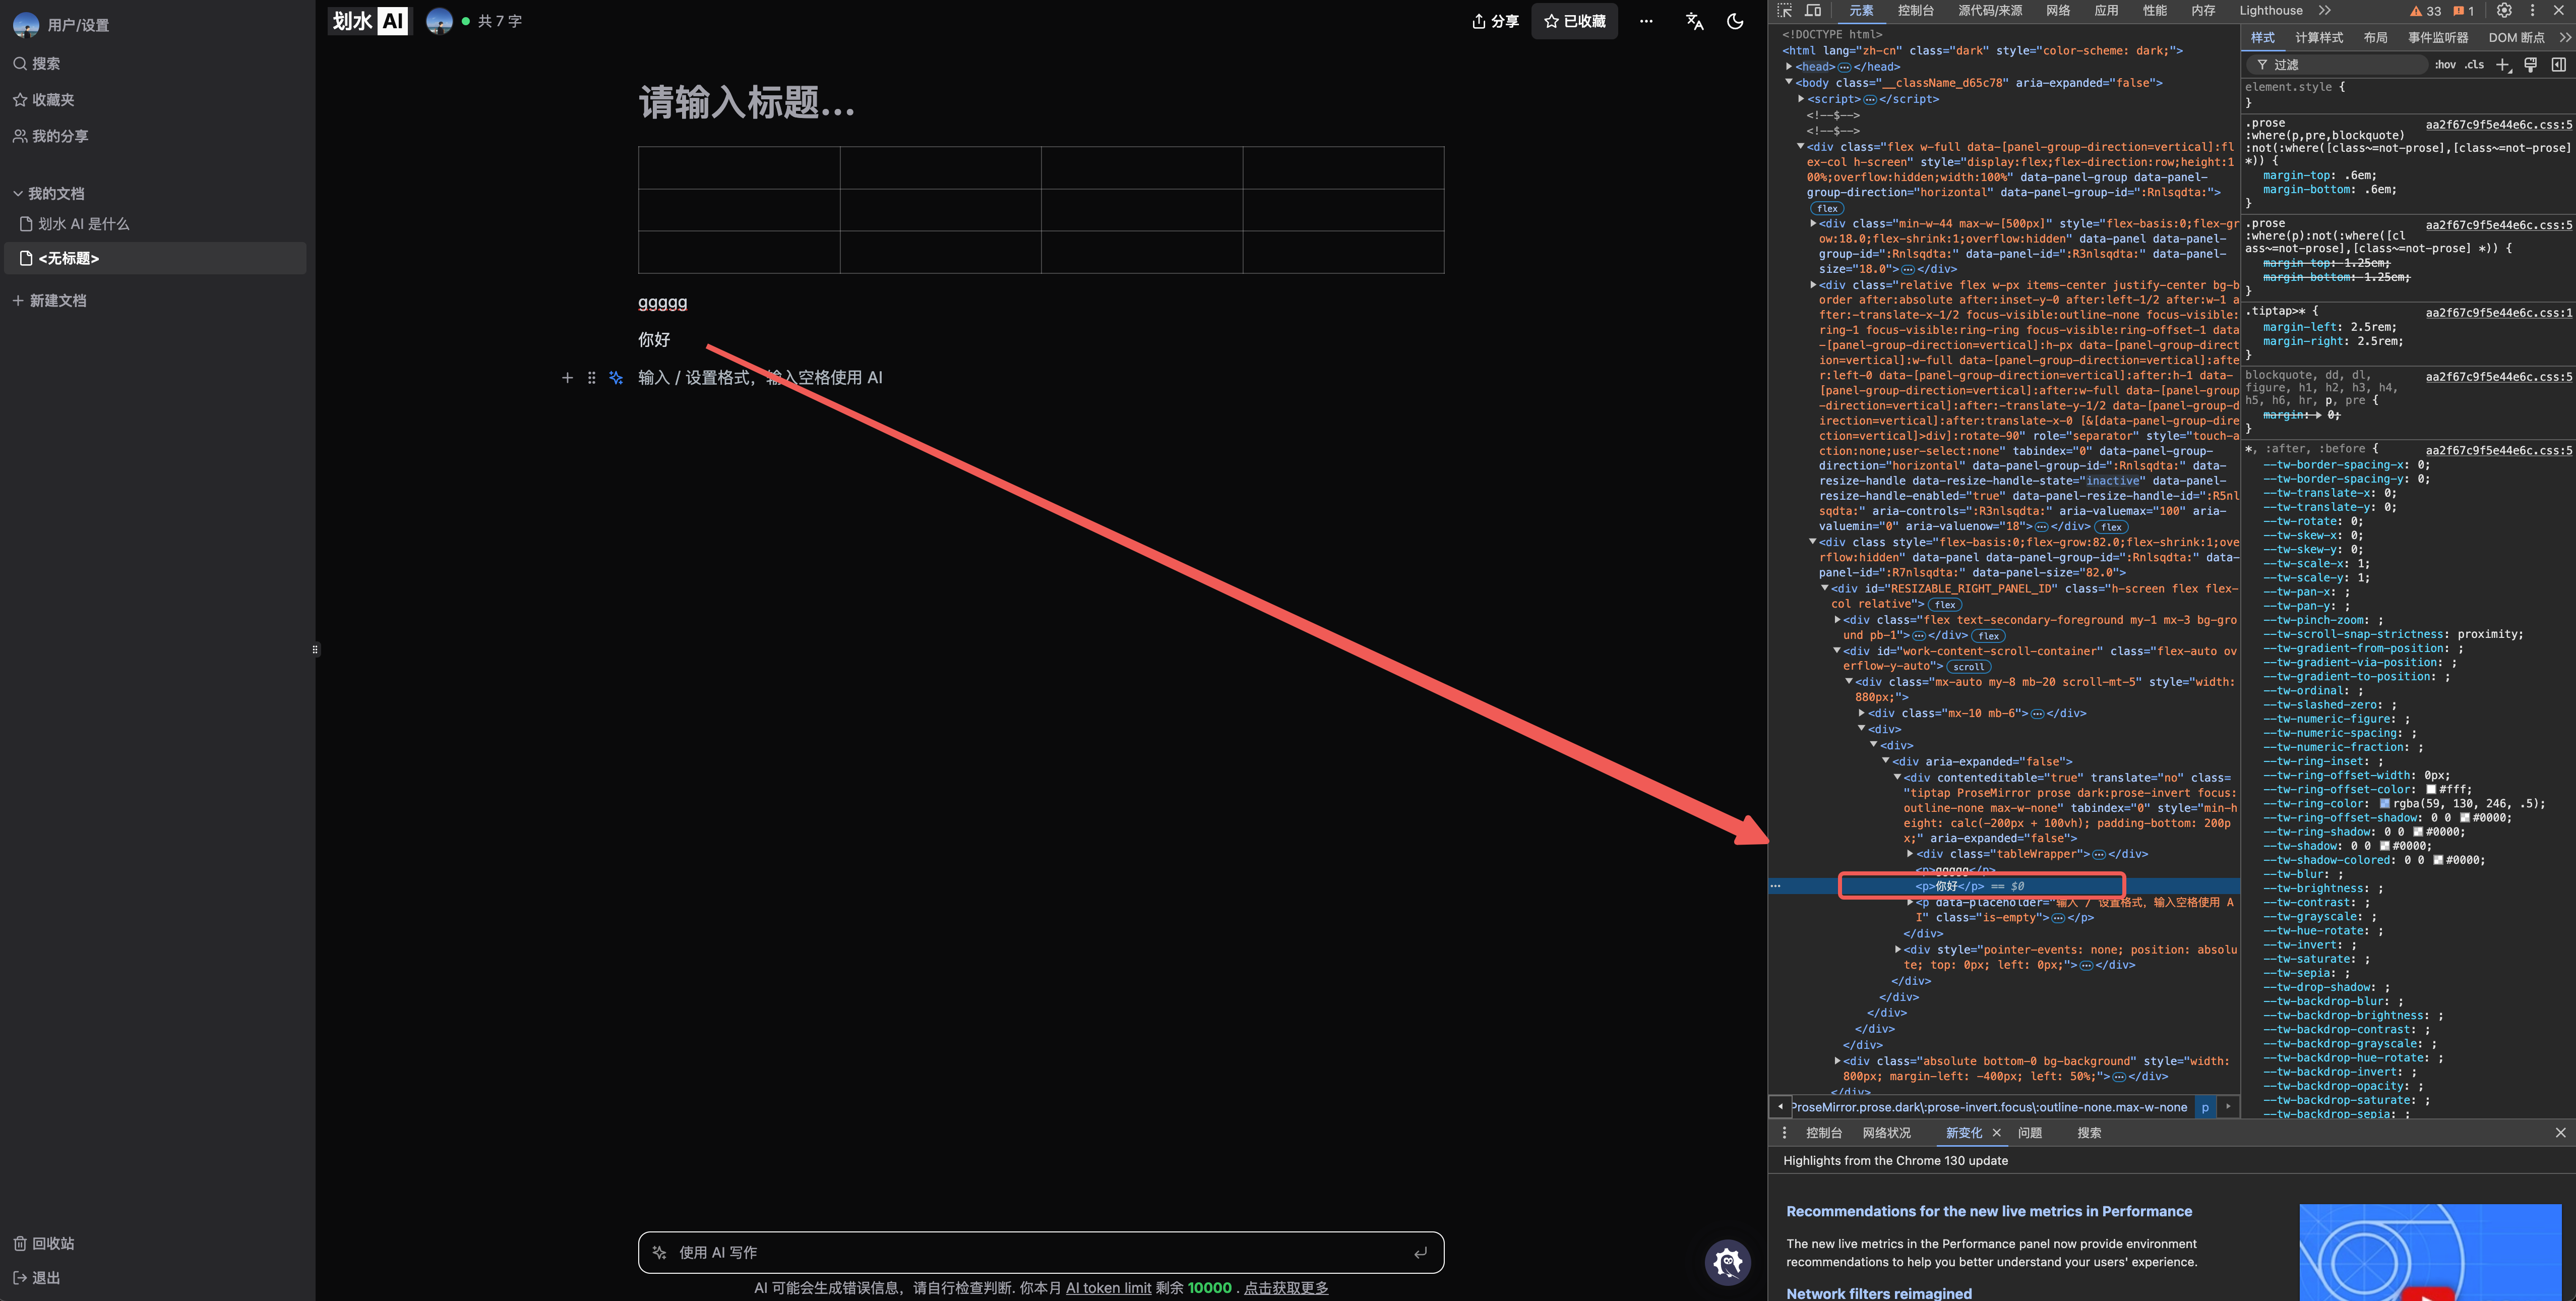 用户/设置
搜索
收藏夹
我的分享
我的文档
划水 AI 是什么
<无标题>
新建文档
回收站
退出
划水 AI
共 7 字
分享
已收藏
请输入标题...
ggggg
你好
输入 / 设置格式，输入空格使用 AI
使用 AI 写作
AI 可能会生成错误信息，请自行检查判断. 你本月 AI token limit 剩余 10000 . 点击获取更多
元素 控制台 源代码/来源 网络 应用 性能 内存 Lighthouse
33 1
<!DOCTYPE html>
<html lang="zh-cn" class="dark" style="color-scheme: dark;">
<head></head>
<body class="__className_d65c78" aria-expanded="false">
<script></script>
<!--$-->
<!--$-->
<div class="flex w-full data-[panel-group-direction=vertical]:fl
ex-col h-screen" style="display:flex;flex-direction:row;height:1
00%;overflow:hidden;width:100%" data-panel-group data-panel-
group-direction="horizontal" data-panel-group-id=":Rnlsqdta:">
flex
<div class="min-w-44 max-w-[500px]" style="flex-basis:0;flex-gr
ow:18.0;flex-shrink:1;overflow:hidden" data-panel data-panel-
group-id=":Rnlsqdta:" data-panel-id=":R3nlsqdta:" data-panel-
size="18.0"></div>
<div class="relative flex w-px items-center justify-center bg-b
order after:absolute after:inset-y-0 after:left-1/2 after:w-1 a
fter:-translate-x-1/2 focus-visible:outline-none focus-visible:
ring-1 focus-visible:ring-ring focus-visible:ring-offset-1 data
-[panel-group-direction=vertical]:h-px data-[panel-group-direct
ion=vertical]:w-full data-[panel-group-direction=vertical]:afte
r:left-0 data-[panel-group-direction=vertical]:after:h-1 data-
[panel-group-direction=vertical]:after:w-full data-[panel-group
-direction=vertical]:after:-translate-y-1/2 data-[panel-group-d
irection=vertical]:after:translate-x-0 [&[data-panel-group-dire
ction=vertical]>div]:rotate-90" role="separator" style="touch-a
ction:none;user-select:none" tabindex="0" data-panel-group-
direction="horizontal" data-panel-group-id=":Rnlsqdta:" data-
resize-handle data-resize-handle-state="inactive" data-panel-
resize-handle-enabled="true" data-panel-resize-handle-id=":R5nl
sqdta:" aria-controls=":R3nlsqdta:" aria-valuemax="100" aria-
valuemin="0" aria-valuenow="18"></div> flex
<div class style="flex-basis:0;flex-grow:82.0;flex-shrink:1;ove
rflow:hidden" data-panel data-panel-group-id=":Rnlsqdta:" data-
panel-id=":R7nlsqdta:" data-panel-size="82.0">
<div id="RESIZABLE_RIGHT_PANEL_ID" class="h-screen flex flex-
col relative"> flex
<div class="flex text-secondary-foreground my-1 mx-3 bg-gro
und pb-1"></div> flex
<div id="work-content-scroll-container" class="flex-auto ov
erflow-y-auto"> scroll
<div class="mx-auto my-8 mb-20 scroll-mt-5" style="width:
880px;">
<div class="mx-10 mb-6"></div>
<div>
<div>
<div aria-expanded="false">
<div contenteditable="true" translate="no" class=
"tiptap ProseMirror prose dark:prose-invert focus:
outline-none max-w-none" tabindex="0" style="min-h
eight: calc(-200px + 100vh); padding-bottom: 200p
x;" aria-expanded="false">
<div class="tableWrapper"></div>
<p>ggggg</p>
<p>你好</p> == $0
<p data-placeholder="输入 / 设置格式，输入空格使用 A
I" class="is-empty"></p>
</div>
<div style="pointer-events: none; position: absolu
te; top: 0px; left: 0px;"></div>
</div>
</div>
</div>
</div>
</div>
<div class="absolute bottom-0 bg-background" style="width:
800px; margin-left: -400px; left: 50%;"></div>
</div>
ProseMirror.prose.dark\:prose-invert.focus\:outline-none.max-w-none p
样式 计算样式 布局 事件监听器 DOM 断点
过滤 :hov .cls
element.style {
}
.prose aa2f67c9f5e44e6c.css:5
:where(p,pre,blockquote)
:not(:where([class~=not-prose],[class~=not-prose]
*)) {
margin-top: .6em;
margin-bottom: .6em;
}
.prose aa2f67c9f5e44e6c.css:5
:where(p):not(:where([cl
ass~=not-prose],[class~=not-prose] *)) {
margin-top: 1.25em;
margin-bottom: 1.25em;
}
.tiptap>* { aa2f67c9f5e44e6c.css:1
margin-left: 2.5rem;
margin-right: 2.5rem;
}
blockquote, dd, dl, aa2f67c9f5e44e6c.css:5
figure, h1, h2, h3, h4,
h5, h6, hr, p, pre {
margin: 0;
}
*, :after, :before { aa2f67c9f5e44e6c.css:5
--tw-border-spacing-x: 0;
--tw-border-spacing-y: 0;
--tw-translate-x: 0;
--tw-translate-y: 0;
--tw-rotate: 0;
--tw-skew-x: 0;
--tw-skew-y: 0;
--tw-scale-x: 1;
--tw-scale-y: 1;
--tw-pan-x: ;
--tw-pan-y: ;
--tw-pinch-zoom: ;
--tw-scroll-snap-strictness: proximity;
--tw-gradient-from-position: ;
--tw-gradient-via-position: ;
--tw-gradient-to-position: ;
--tw-ordinal: ;
--tw-slashed-zero: ;
--tw-numeric-figure: ;
--tw-numeric-spacing: ;
--tw-numeric-fraction: ;
--tw-ring-inset: ;
--tw-ring-offset-width: 0px;
--tw-ring-offset-color: #fff;
--tw-ring-color: rgba(59, 130, 246, .5);
--tw-ring-offset-shadow: 0 0 #0000;
--tw-ring-shadow: 0 0 #0000;
--tw-shadow: 0 0 #0000;
--tw-shadow-colored: 0 0 #0000;
--tw-blur: ;
--tw-brightness: ;
--tw-contrast: ;
--tw-grayscale: ;
--tw-hue-rotate: ;
--tw-invert: ;
--tw-saturate: ;
--tw-sepia: ;
--tw-drop-shadow: ;
--tw-backdrop-blur: ;
--tw-backdrop-brightness: ;
--tw-backdrop-contrast: ;
--tw-backdrop-grayscale: ;
--tw-backdrop-hue-rotate: ;
--tw-backdrop-invert: ;
--tw-backdrop-opacity: ;
--tw-backdrop-saturate: ;
--tw-backdrop-sepia: ;
控制台 网络状况 新变化 问题 搜索
Highlights from the Chrome 130 update
Recommendations for the new live metrics in Performance
The new live metrics in the Performance panel now provide environment
recommendations to help you better understand your users' experience.
Network filters reimagined